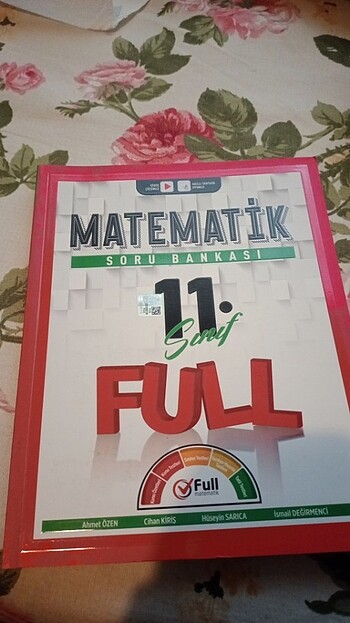 MATEMATİK
SORU BANKASI
11.
Sınıf
FULL
Full
matematik
Ahmet ÖZEN Cihan KİRİŞ Hüseyin SARICA İsmail DEĞİRMENCİ